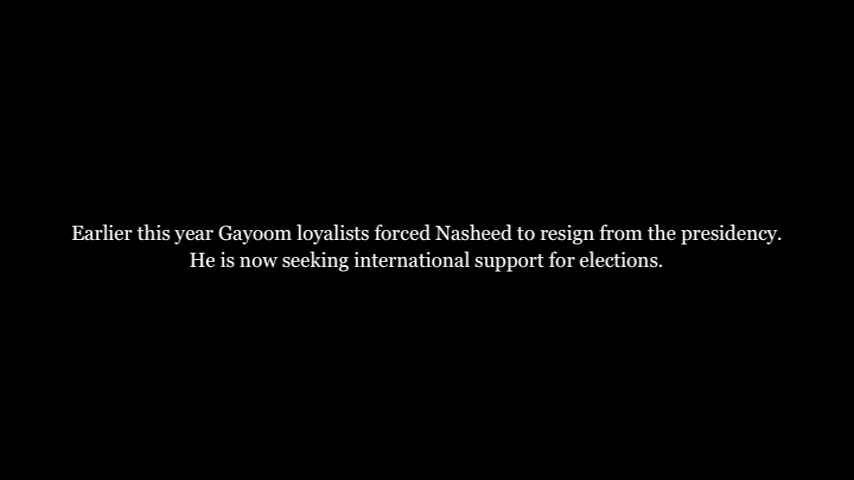 Earlier this year Gayoom loyalists forced Nasheed to resign from the presidency.
He is now seeking international support for elections.